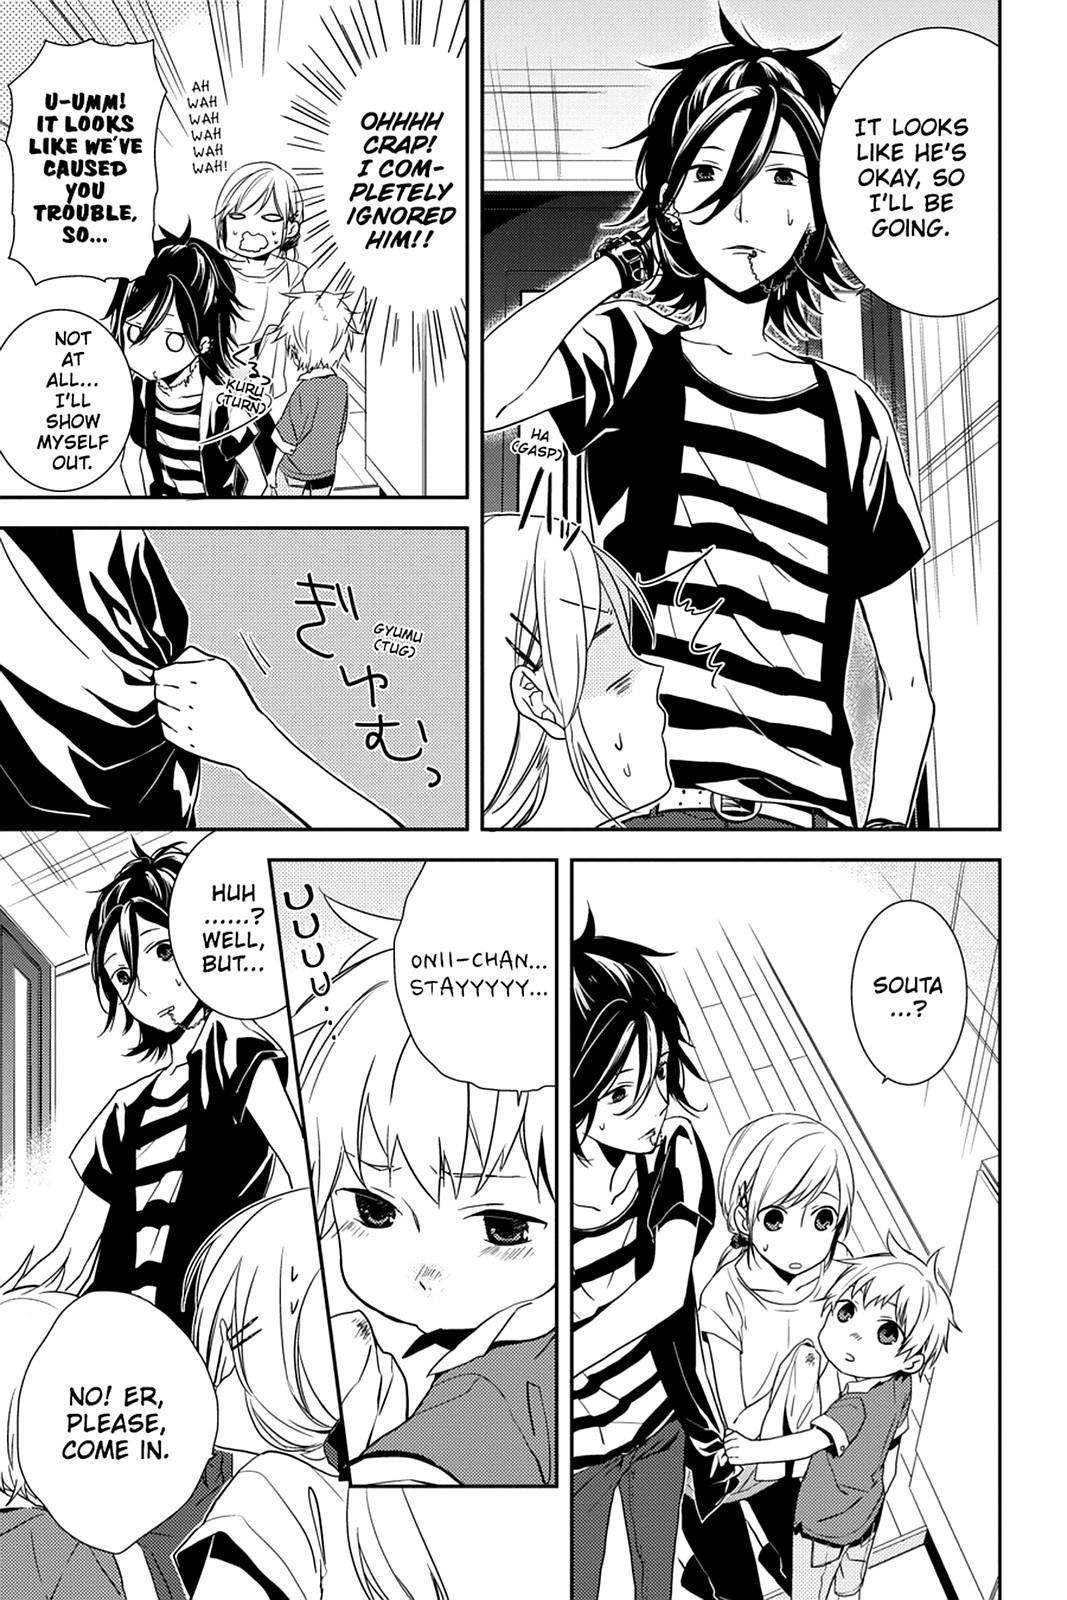 IT LOOKS
LIKE HE'S
OKAY, SO
I'LL BE
GOING.
HA
(GASP)
OHHHH
CRAP!
I COM-
PLETELY
IGNORED
HIM!!
AH
WAH
WAH
WAH
WAH
WAH!
U-UMM!
IT LOOKS
LIKE WE'VE
CAUSED
YOU
TROUBLE,
SO...
KURU
(TURN)
NOT
AT
ALL...
I'LL
SHOW
MYSELF
OUT.
ぎゅむっ
GYUMU
(TUG)
SOUTA
...?
ONII-CHAN...
STAYYYYY...
UUUU...
HUH
......?
WELL,
BUT...
NO! ER,
PLEASE,
COME IN.